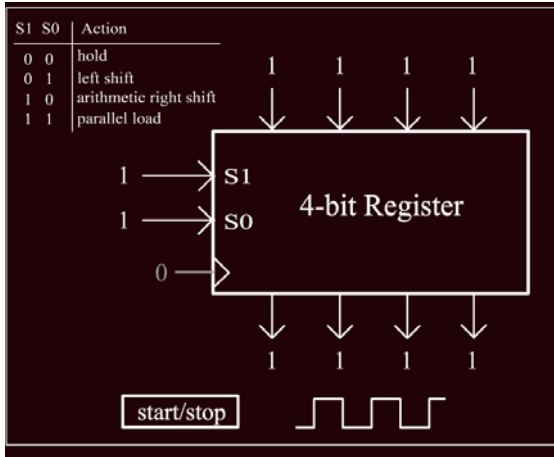 S1 S0 Action
0 0 hold
0 1 left shift
1 0 arithmetic right shift
1 1 parallel load
1 1 1 1
1 S1
4-bit Register
1 S0
0
1 1 1 1
start/stop